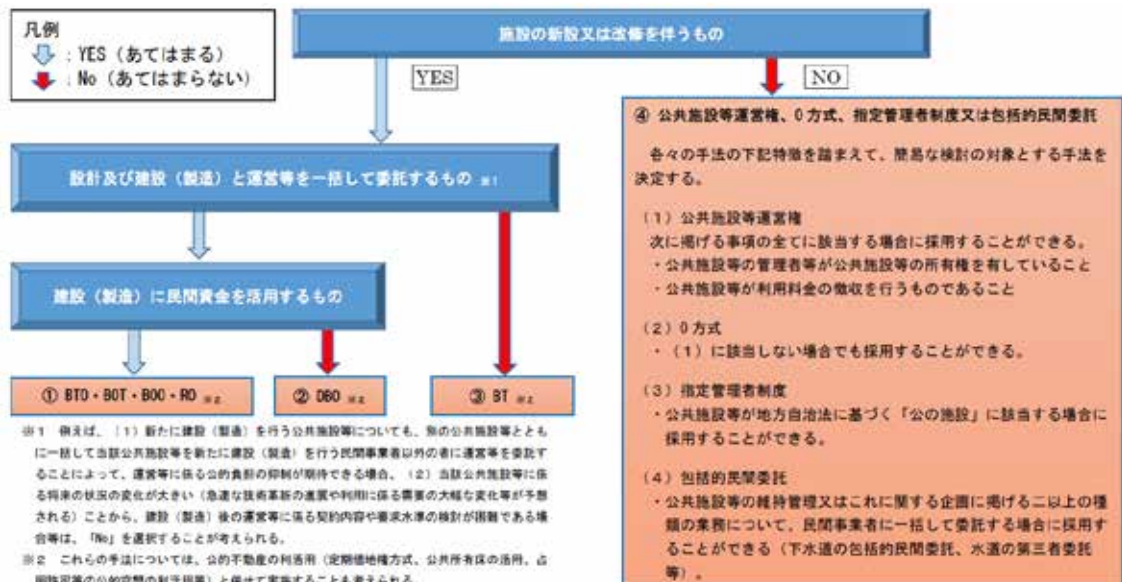 凡例
：YES（あてはまる）
：No（あてはまらない）
施設の新設又は改修を伴うもの
YES
NO
設計及び建設（製造）と運営等を一括して委託するもの ※1
建設（製造）に民間資金を活用するもの
① BTO・BOT・BOO・RO ※2
② DBO ※2
③ BT ※2
④ 公共施設等運営権、O方式、指定管理者制度又は包括的民間委託
各々の手法の下記特徴を踏まえて、簡易な検討の対象とする手法を
決定する。
（1）公共施設等運営権
次に掲げる事項の全てに該当する場合に採用することができる。
・公共施設等の管理者等が公共施設等の所有権を有していること
・公共施設等が利用料金の徴収を行うものであること
（2）O方式
・（1）に該当しない場合でも採用することができる。
（3）指定管理者制度
・公共施設等が地方自治法に基づく「公の施設」に該当する場合に
採用することができる。
（4）包括的民間委託
・公共施設等の維持管理又はこれに関する企画に掲げる二以上の種
類の業務について、民間事業者に一括して委託する場合に採用す
ることができる（下水道の包括的民間委託、水道の第三者委託
等）。
※1 例えば、（1）新たに建設（製造）を行う公共施設等についても、別の公共施設等ととも
に一括して当該公共施設等を新たに建設（製造）を行う民間事業者以外の者に運営等を委託す
ることによって、運営等に係る公的負担の抑制が期待できる場合、（2）当該公共施設等に係
る将来の状況の変化が大きい（急速な技術革新の進展や利用に係る需要の大幅な変化等が予想
される）ことから、建設（製造）後の運営等に係る契約内容や要求水準の検討が困難である場
合等は、「No」を選択することが考えられる。
※2 これらの手法については、公的不動産の利活用（定期借地権方式、公共所有床の活用、占
用許可等の公的空間の利活用等）と併せて実施することも考えられる。